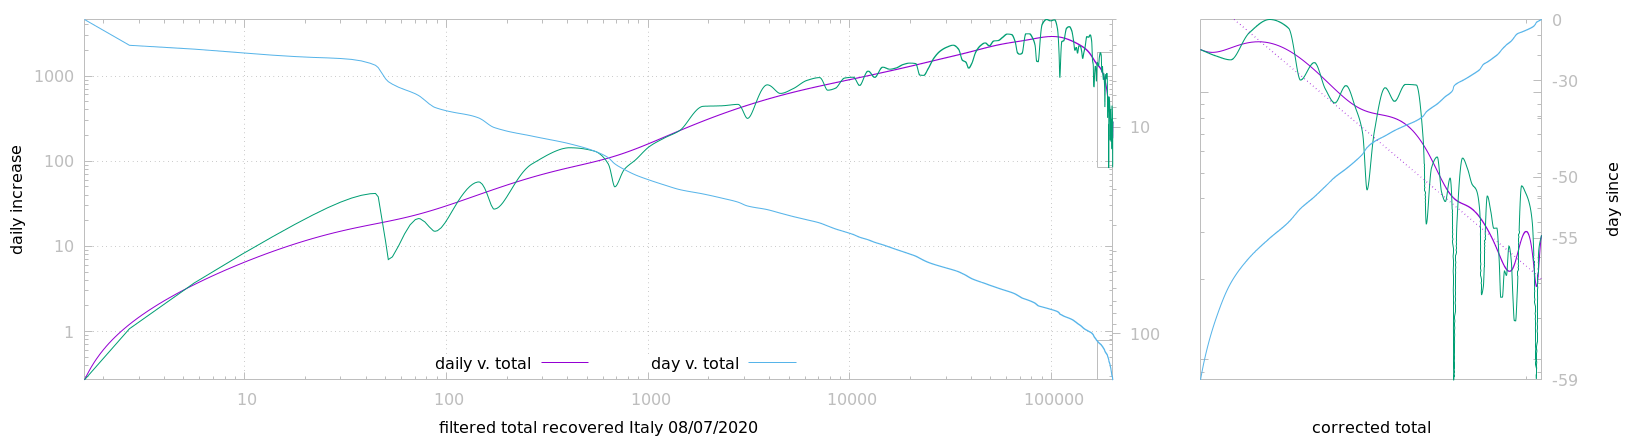 daily increase
1000
100
10
1
10
100
daily v. total
day v. total
10
100
1000
10000
100000
filtered total recovered Italy 08/07/2020
0
-30
-50
-55
-59
day since
corrected total